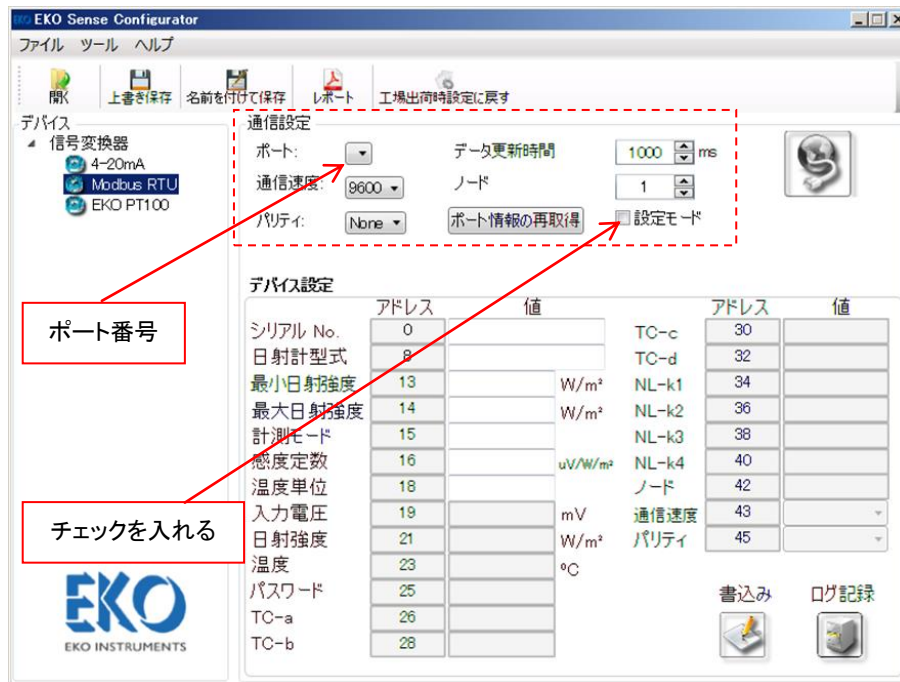 EKO Sense Configurator
ファイル ツール ヘルプ
開く 上書き保存 名前を付けて保存 レポート 工場出荷時設定に戻す
デバイス
信号変換器
4-20mA
Modbus RTU
EKO PT100
通信設定
ポート: データ更新時間 1000 ms
通信速度: 9600 ノード 1
パリティ: None ポート情報の再取得 設定モード
ポート番号
チェックを入れる
デバイス設定
アドレス 値 アドレス 値
シリアル No. 0 TC-c 30
日射計型式 8 TC-d 32
最小日射強度 13 W/m² NL-k1 34
最大日射強度 14 W/m² NL-k2 36
計測モード 15 NL-k3 38
感度定数 16 uV/W/m² NL-k4 40
温度単位 18 ノード 42
入力電圧 19 mV 通信速度 43
日射強度 21 W/m² パリティ 45
温度 23 ºC
パスワード 25 書込み ログ記録
TC-a 26
TC-b 28
EKO
EKO INSTRUMENTS